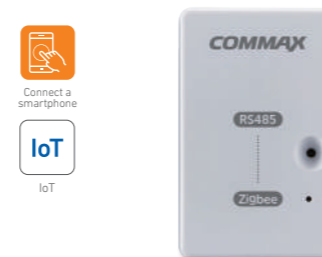 Connect a
smartphone
IoT
IoT
COMMAX
RS485
Zigbee